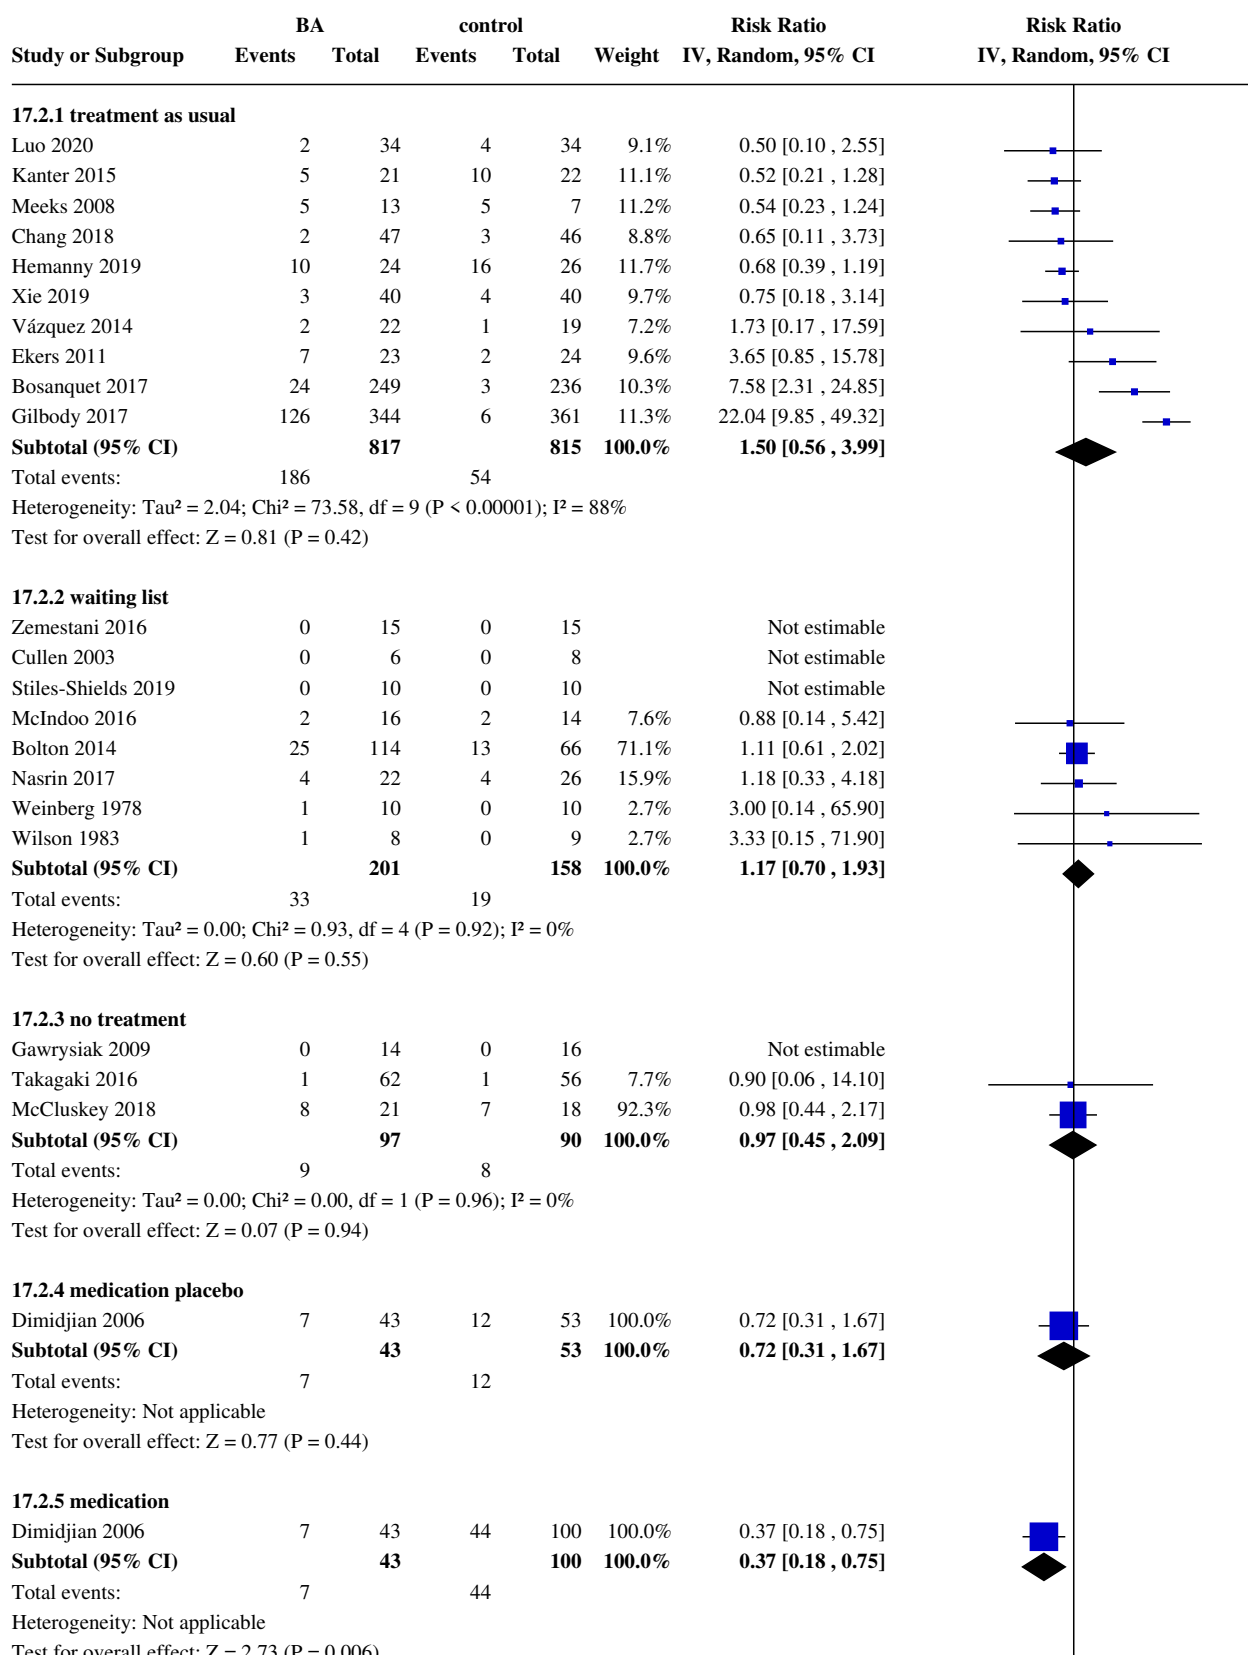 BA control Risk Ratio Risk Ratio
Study or Subgroup Events Total Events Total Weight IV, Random, 95% CI IV, Random, 95% CI
17.2.1 treatment as usual
Luo 2020 2 34 4 34 9.1% 0.50 [0.10 , 2.55]
Kanter 2015 5 21 10 22 11.1% 0.52 [0.21 , 1.28]
Meeks 2008 5 13 5 7 11.2% 0.54 [0.23 , 1.24]
Chang 2018 2 47 3 46 8.8% 0.65 [0.11 , 3.73]
Hemanny 2019 10 24 16 26 11.7% 0.68 [0.39 , 1.19]
Xie 2019 3 40 4 40 9.7% 0.75 [0.18 , 3.14]
Vázquez 2014 2 22 1 19 7.2% 1.73 [0.17 , 17.59]
Ekers 2011 7 23 2 24 9.6% 3.65 [0.85 , 15.78]
Bosanquet 2017 24 249 3 236 10.3% 7.58 [2.31 , 24.85]
Gilbody 2017 126 344 6 361 11.3% 22.04 [9.85 , 49.32]
Subtotal (95% CI) 817 815 100.0% 1.50 [0.56 , 3.99]
Total events: 186 54
Heterogeneity: Tau² = 2.04; Chi² = 73.58, df = 9 (P < 0.00001); I² = 88%
Test for overall effect: Z = 0.81 (P = 0.42)
17.2.2 waiting list
Zemestani 2016 0 15 0 15 Not estimable
Cullen 2003 0 6 0 8 Not estimable
Stiles-Shields 2019 0 10 0 10 Not estimable
McIndoo 2016 2 16 2 14 7.6% 0.88 [0.14 , 5.42]
Bolton 2014 25 114 13 66 71.1% 1.11 [0.61 , 2.02]
Nasrin 2017 4 22 4 26 15.9% 1.18 [0.33 , 4.18]
Weinberg 1978 1 10 0 10 2.7% 3.00 [0.14 , 65.90]
Wilson 1983 1 8 0 9 2.7% 3.33 [0.15 , 71.90]
Subtotal (95% CI) 201 158 100.0% 1.17 [0.70 , 1.93]
Total events: 33 19
Heterogeneity: Tau² = 0.00; Chi² = 0.93, df = 4 (P = 0.92); I² = 0%
Test for overall effect: Z = 0.60 (P = 0.55)
17.2.3 no treatment
Gawrysiak 2009 0 14 0 16 Not estimable
Takagaki 2016 1 62 1 56 7.7% 0.90 [0.06 , 14.10]
McCluskey 2018 8 21 7 18 92.3% 0.98 [0.44 , 2.17]
Subtotal (95% CI) 97 90 100.0% 0.97 [0.45 , 2.09]
Total events: 9 8
Heterogeneity: Tau² = 0.00; Chi² = 0.00, df = 1 (P = 0.96); I² = 0%
Test for overall effect: Z = 0.07 (P = 0.94)
17.2.4 medication placebo
Dimidjian 2006 7 43 12 53 100.0% 0.72 [0.31 , 1.67]
Subtotal (95% CI) 43 53 100.0% 0.72 [0.31 , 1.67]
Total events: 7 12
Heterogeneity: Not applicable
Test for overall effect: Z = 0.77 (P = 0.44)
17.2.5 medication
Dimidjian 2006 7 43 44 100 100.0% 0.37 [0.18 , 0.75]
Subtotal (95% CI) 43 100 100.0% 0.37 [0.18 , 0.75]
Total events: 7 44
Heterogeneity: Not applicable
Test for overall effect: Z = 2.73 (P = 0.006)